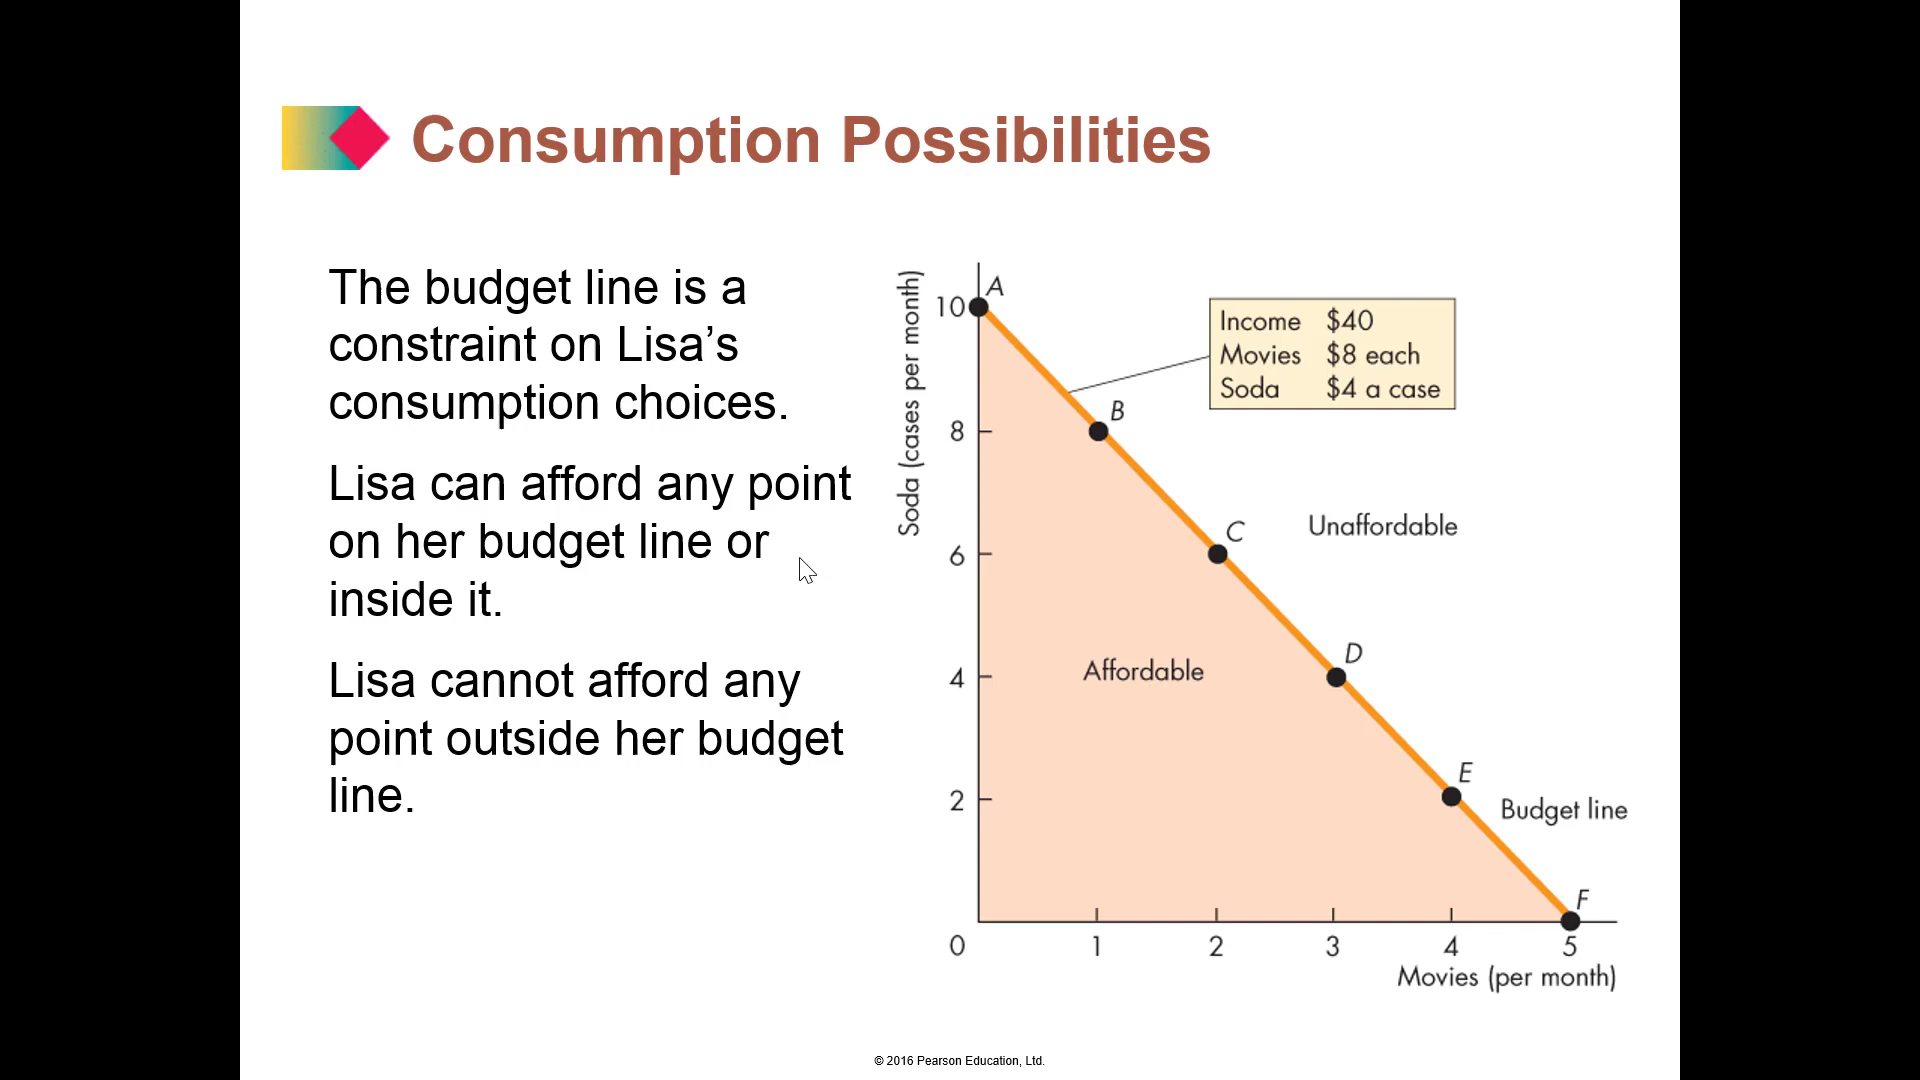 Consumption Possibilities
The budget line is a
constraint on Lisa’s
consumption choices.
Lisa can afford any point
on her budget line or
inside it.
Lisa cannot afford any
point outside her budget
line.
Soda (cases per month)
10
8
6
4
2
0
A
B
C
D
E
F
Income $40
Movies $8 each
Soda $4 a case
Unaffordable
Affordable
Budget line
1 2 3 4 5
Movies (per month)
© 2016 Pearson Education, Ltd.